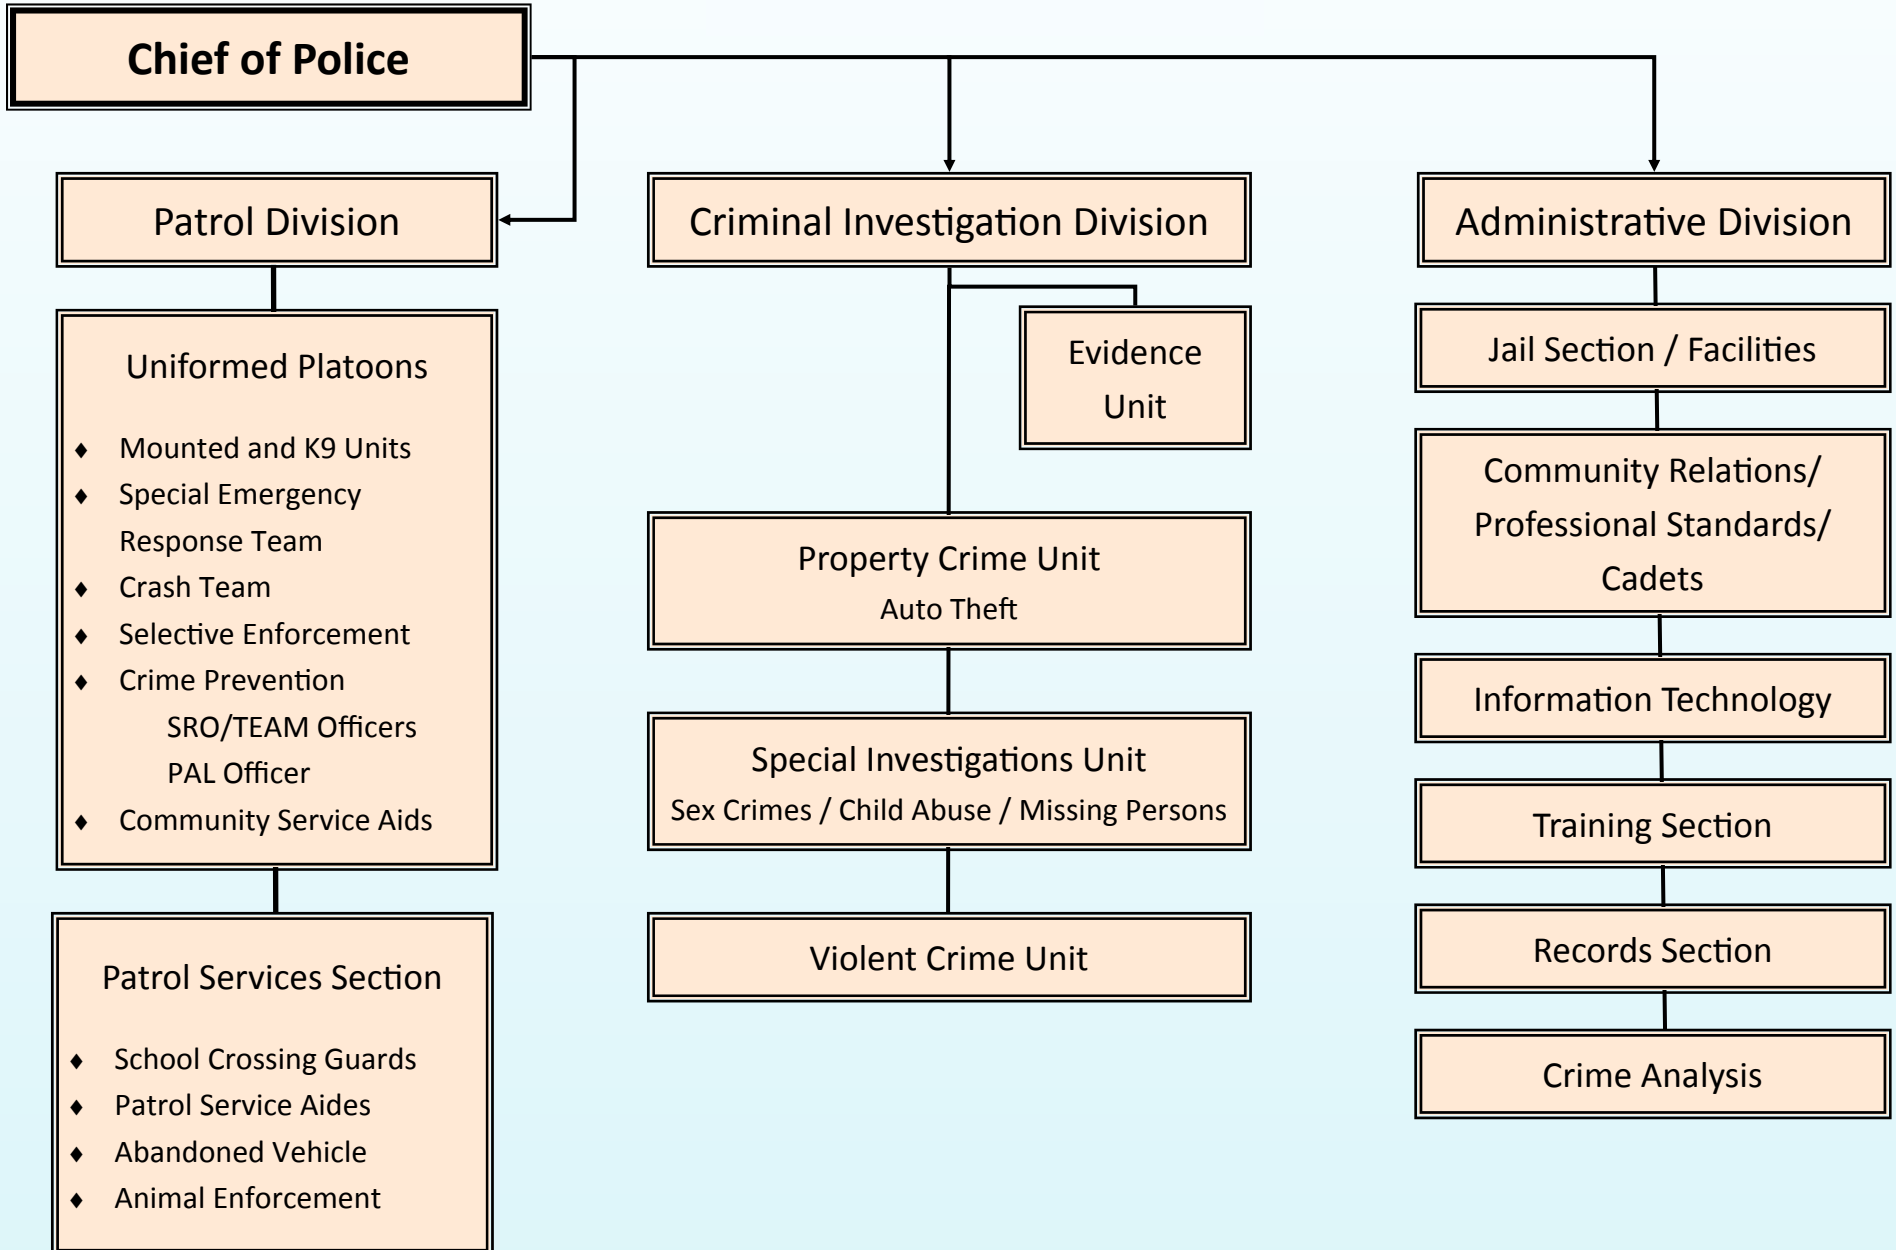 Chief of Police
Patrol Division
Uniformed Platoons
♦ Mounted and K9 Units
♦ Special Emergency
Response Team
♦ Crash Team
♦ Selective Enforcement
♦ Crime Prevention
SRO/TEAM Officers
PAL Officer
♦ Community Service Aids
Patrol Services Section
♦ School Crossing Guards
♦ Patrol Service Aides
♦ Abandoned Vehicle
♦ Animal Enforcement
Criminal Investigation Division
Evidence
Unit
Property Crime Unit
Auto Theft
Special Investigations Unit
Sex Crimes / Child Abuse / Missing Persons
Violent Crime Unit
Administrative Division
Jail Section / Facilities
Community Relations/
Professional Standards/
Cadets
Information Technology
Training Section
Records Section
Crime Analysis